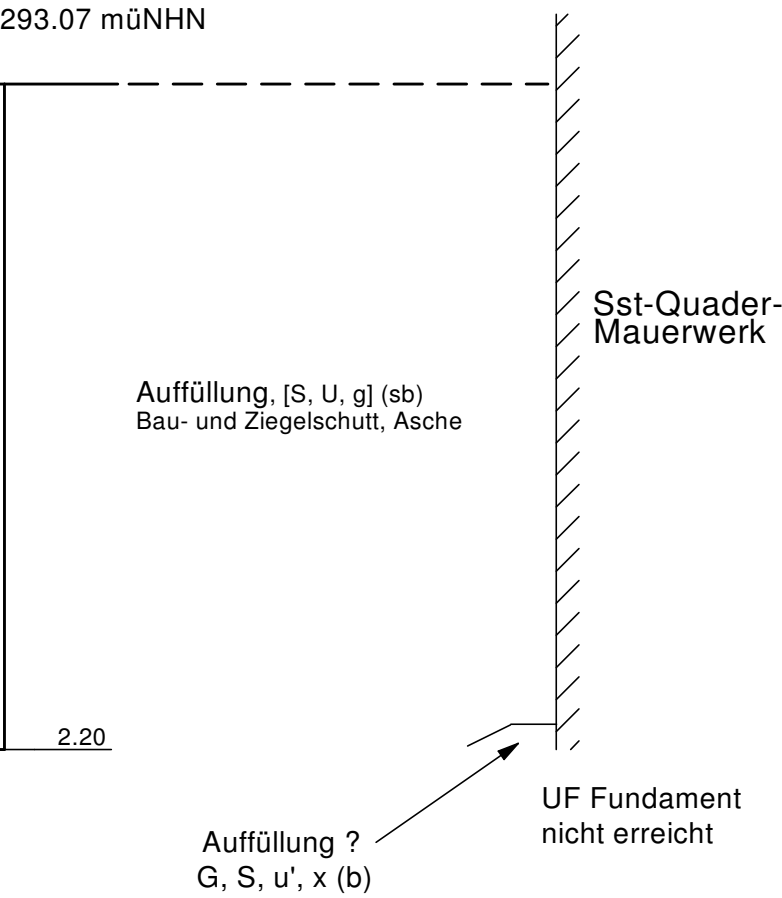 293.07 müNHN
Sst-Quader-
Mauerwerk
Auffüllung, [S, U, g] (sb)
Bau- und Ziegelschutt, Asche
2.20
UF Fundament
nicht erreicht
Auffüllung ?
G, S, u', x (b)